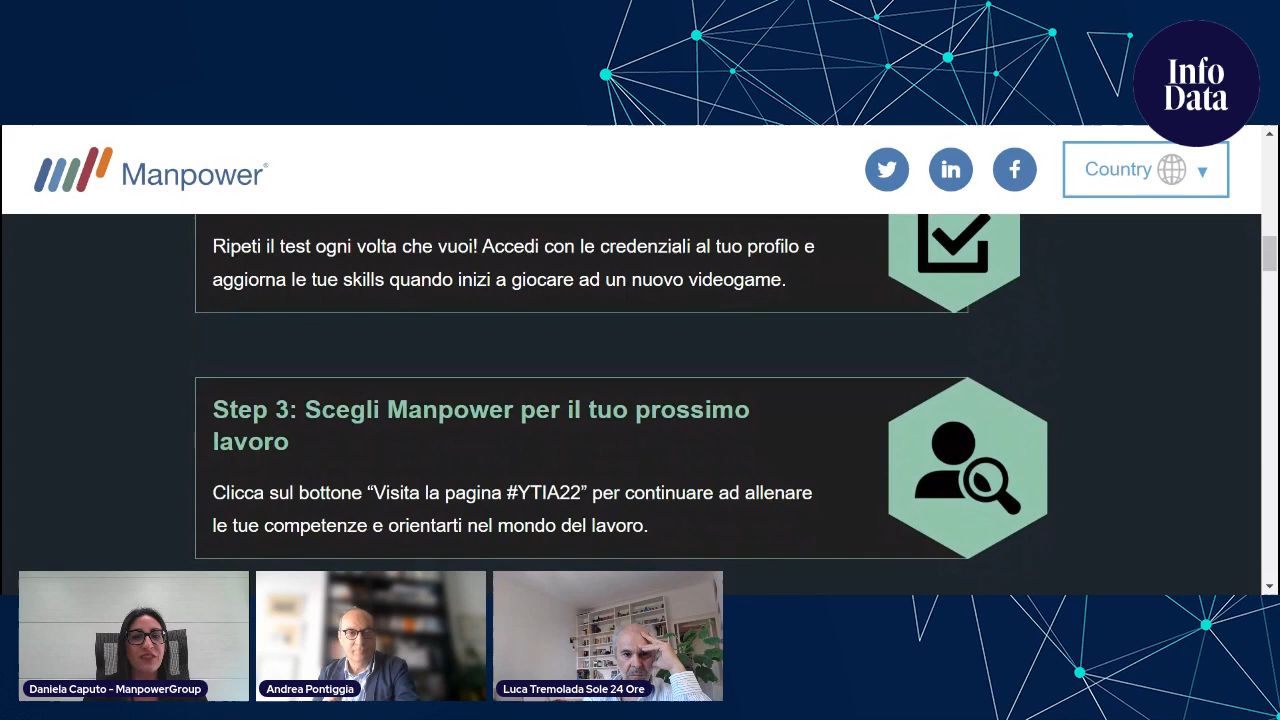 Info
Data
Manpower®
Country
Ripeti il test ogni volta che vuoi! Accedi con le credenziali al tuo profilo e
aggiorna le tue skills quando inizi a giocare ad un nuovo videogame.
Step 3: Scegli Manpower per il tuo prossimo
lavoro
Clicca sul bottone “Visita la pagina #YTIA22” per continuare ad allenare
le tue competenze e orientarti nel mondo del lavoro.
Daniela Caputo - ManpowerGroup
Andrea Pontiggia
Luca Tremolada Sole 24 Ore